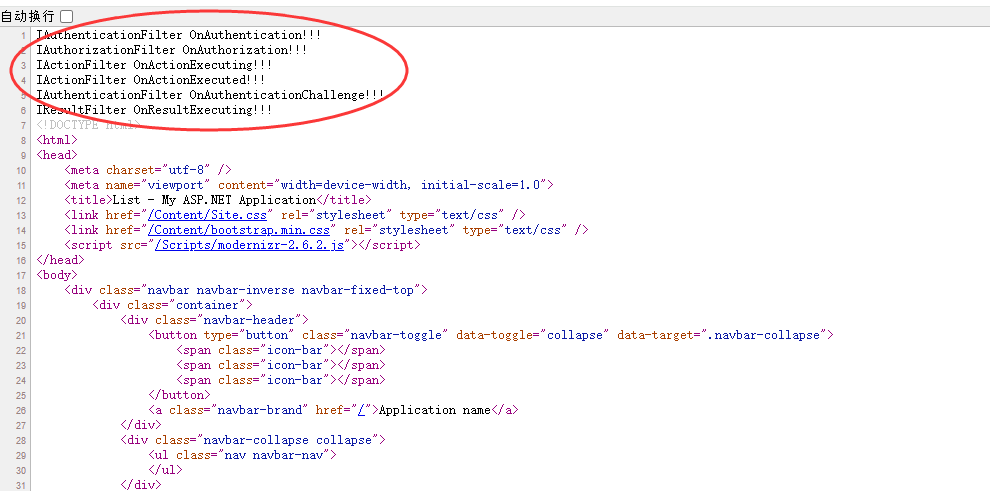 自动换行
1 IAuthenticationFilter OnAuthentication!!!
2 IAuthorizationFilter OnAuthorization!!!
3 IActionFilter OnActionExecuting!!!
4 IActionFilter OnActionExecuted!!!
5 IAuthenticationFilter OnAuthenticationChallenge!!!
6 IResultFilter OnResultExecuting!!!
7 <!DOCTYPE html>
8 <html>
9 <head>
10 <meta charset="utf-8" />
11 <meta name="viewport" content="width=device-width, initial-scale=1.0">
12 <title>List - My ASP.NET Application</title>
13 <link href="/Content/Site.css" rel="stylesheet" type="text/css" />
14 <link href="/Content/bootstrap.min.css" rel="stylesheet" type="text/css" />
15 <script src="/Scripts/modernizr-2.6.2.js"></script>
16 </head>
17 <body>
18 <div class="navbar navbar-inverse navbar-fixed-top">
19 <div class="container">
20 <div class="navbar-header">
21 <button type="button" class="navbar-toggle" data-toggle="collapse" data-target=".navbar-collapse">
22 <span class="icon-bar"></span>
23 <span class="icon-bar"></span>
24 <span class="icon-bar"></span>
25 </button>
26 <a class="navbar-brand" href="/">Application name</a>
27 </div>
28 <div class="navbar-collapse collapse">
29 <ul class="nav navbar-nav">
30 </ul>
31 </div>